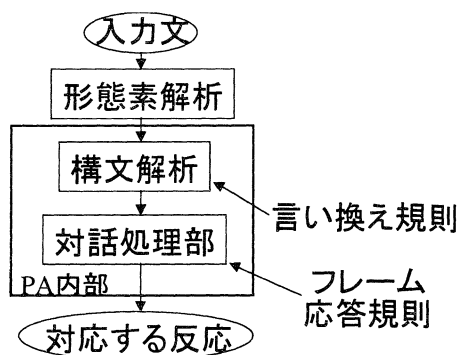 入力文
形態素解析
構文解析
言い換え規則
対話処理部
フレーム
応答規則
PA内部
対応する反応